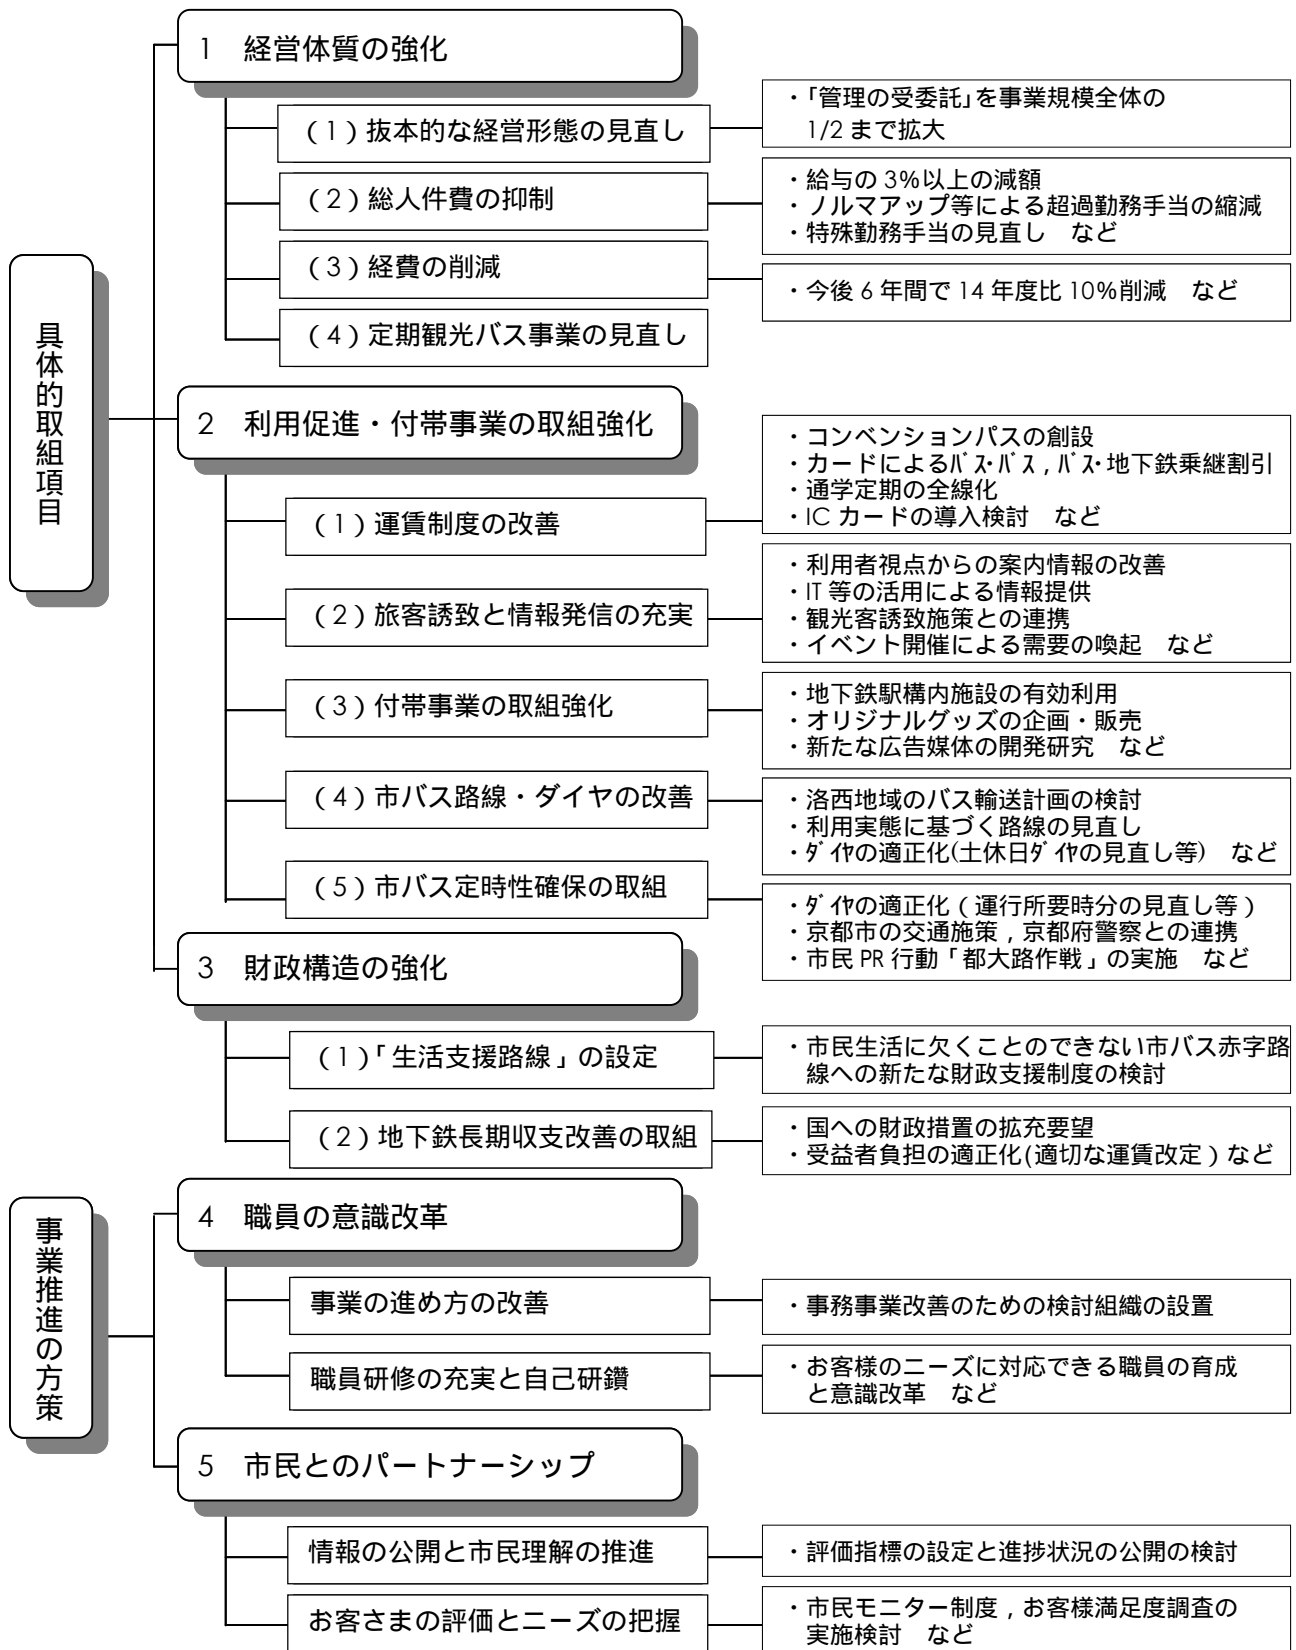 具体的取組項目
1　経営体質の強化
(1)抜本的な経営形態の見直し
・「管理の受委託」を事業規模全体の
1/2まで拡大
(2)総人件費の抑制
・給与の3%以上の減額
・ノルマアップ等による超過勤務手当の縮減
・特殊勤務手当の見直し　など
(3)経費の削減
・今後6年間で14年度比10%削減　など
(4)定期観光バス事業の見直し
2　利用促進・付帯事業の取組強化
(1)運賃制度の改善
・コンベンションパスの創設
・カードによるﾊﾞｽ・ﾊﾞｽ,ﾊﾞｽ・地下鉄乗継割引
・通学定期の全線化
・ICカードの導入検討　など
(2)旅客誘致と情報発信の充実
・利用者視点からの案内情報の改善
・IT等の活用による情報提供
・観光客誘致施策との連携
・イベント開催による需要の喚起　など
(3)付帯事業の取組強化
・地下鉄駅構内施設の有効利用
・オリジナルグッズの企画・販売
・新たな広告媒体の開発研究　など
(4)市バス路線・ダイヤの改善
・洛西地域のバス輸送計画の検討
・利用実態に基づく路線の見直し
・ﾀﾞｲﾔの適正化(土休日ﾀﾞｲﾔの見直し等)　など
(5)市バス定時性確保の取組
・ﾀﾞｲﾔの適正化(運行所要時分の見直し等)
・京都市の交通施策,京都府警察との連携
・市民PR行動「都大路作戦」の実施　など
3　財政構造の強化
(1)「生活支援路線」の設定
・市民生活に欠くことのできない市バス赤字路
線への新たな財政支援制度の検討
(2)地下鉄長期収支改善の取組
・国への財政措置の拡充要望
・受益者負担の適正化(適切な運賃改定)など
事業推進の方策
4　職員の意識改革
事業の進め方の改善
・事務事業改善のための検討組織の設置
職員研修の充実と自己研鑽
・お客様のニーズに対応できる職員の育成
と意識改革　など
5　市民とのパートナーシップ
情報の公開と市民理解の推進
・評価指標の設定と進捗状況の公開の検討
お客さまの評価とニーズの把握
・市民モニター制度,お客様満足度調査の
実施検討　など